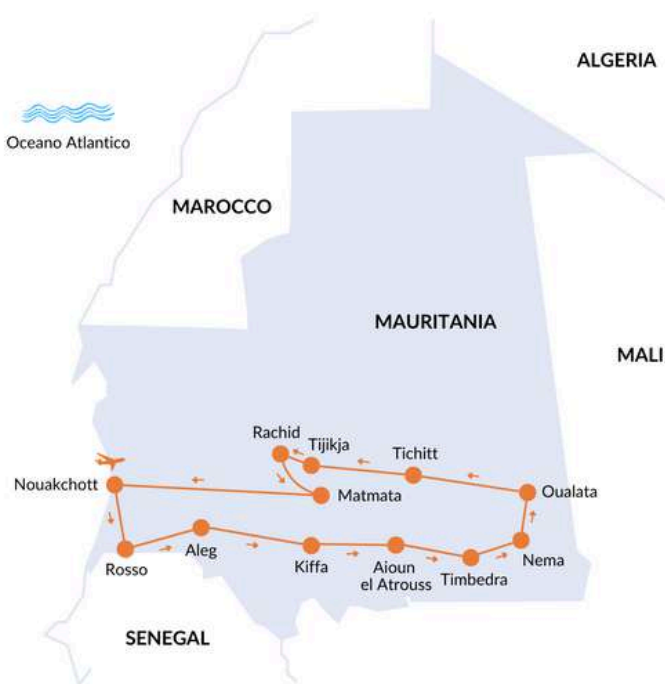 ALGERIA
Oceano Atlantico
MAROCCO
MAURITANIA
MALI
Rachid
Tijikja
Tichitt
Nouakchott
Matmata
Oualata
Rosso
Aleg
Kiffa
Aioun
el Atrouss
Timbedra
Nema
SENEGAL